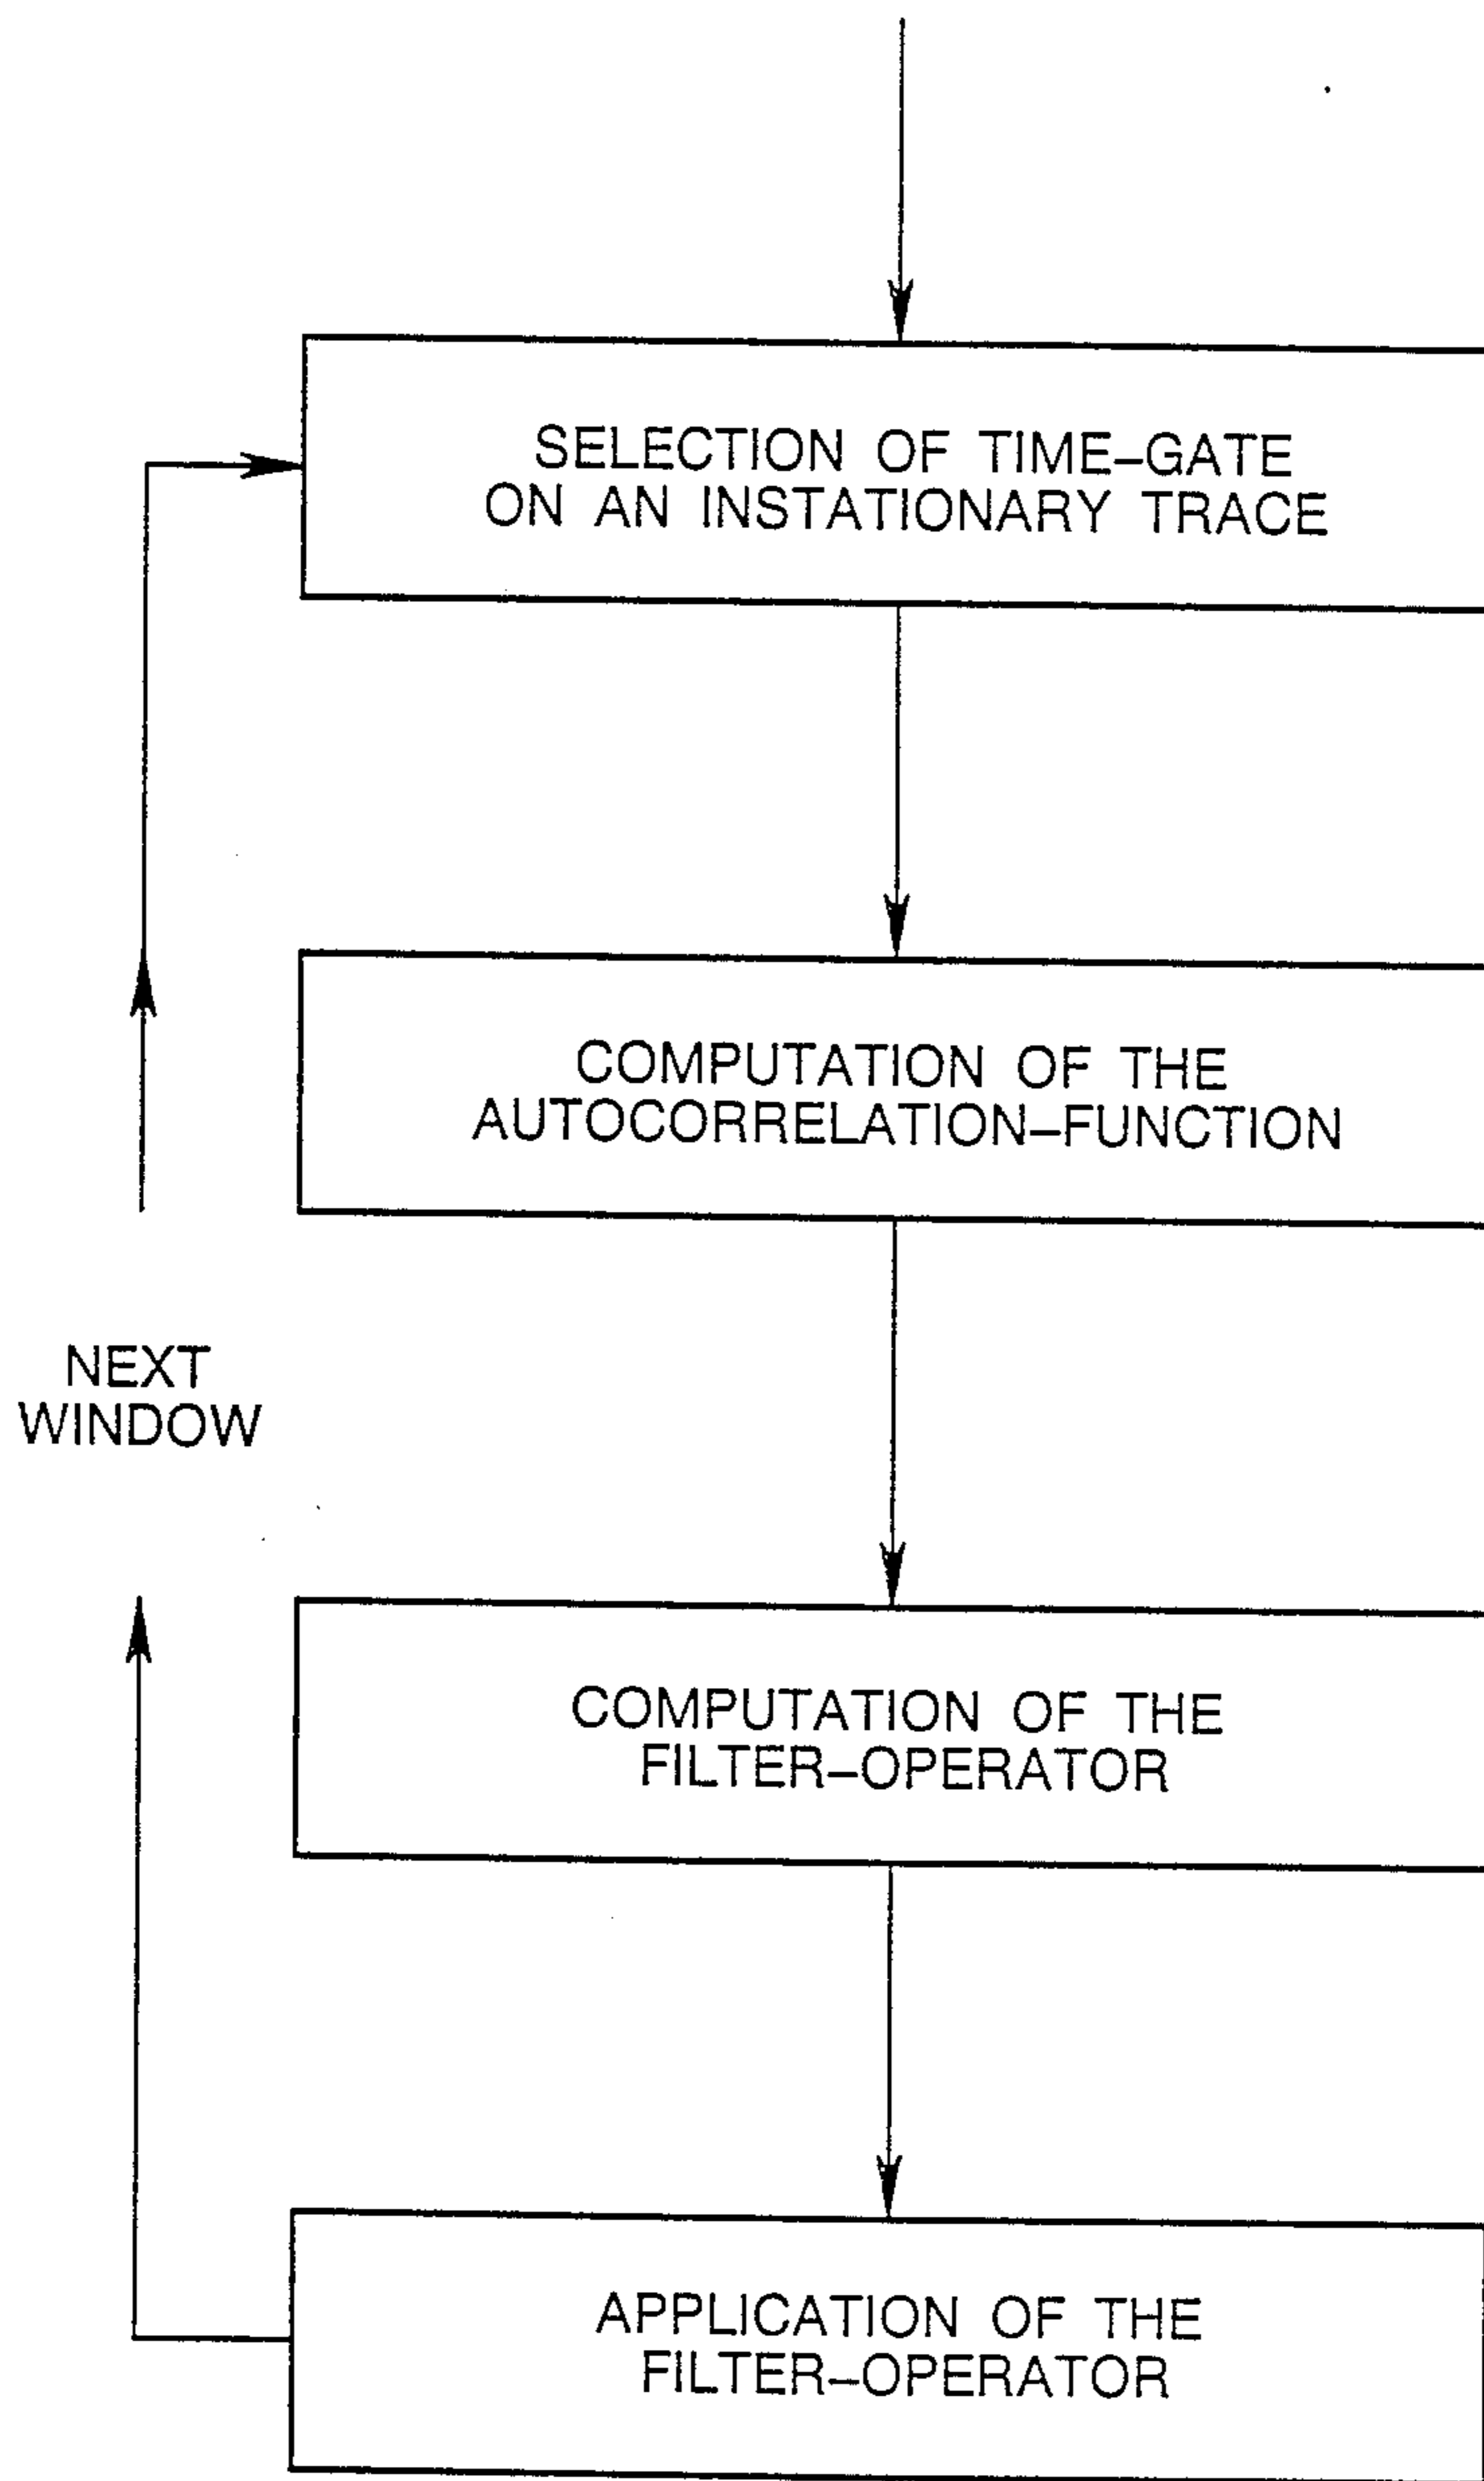 SELECTION OF TIME–GATE
ON AN INSTATIONARY TRACE
COMPUTATION OF THE
AUTOCORRELATION–FUNCTION
NEXT
WINDOW
COMPUTATION OF THE
FILTER–OPERATOR
APPLICATION OF THE
FILTER–OPERATOR